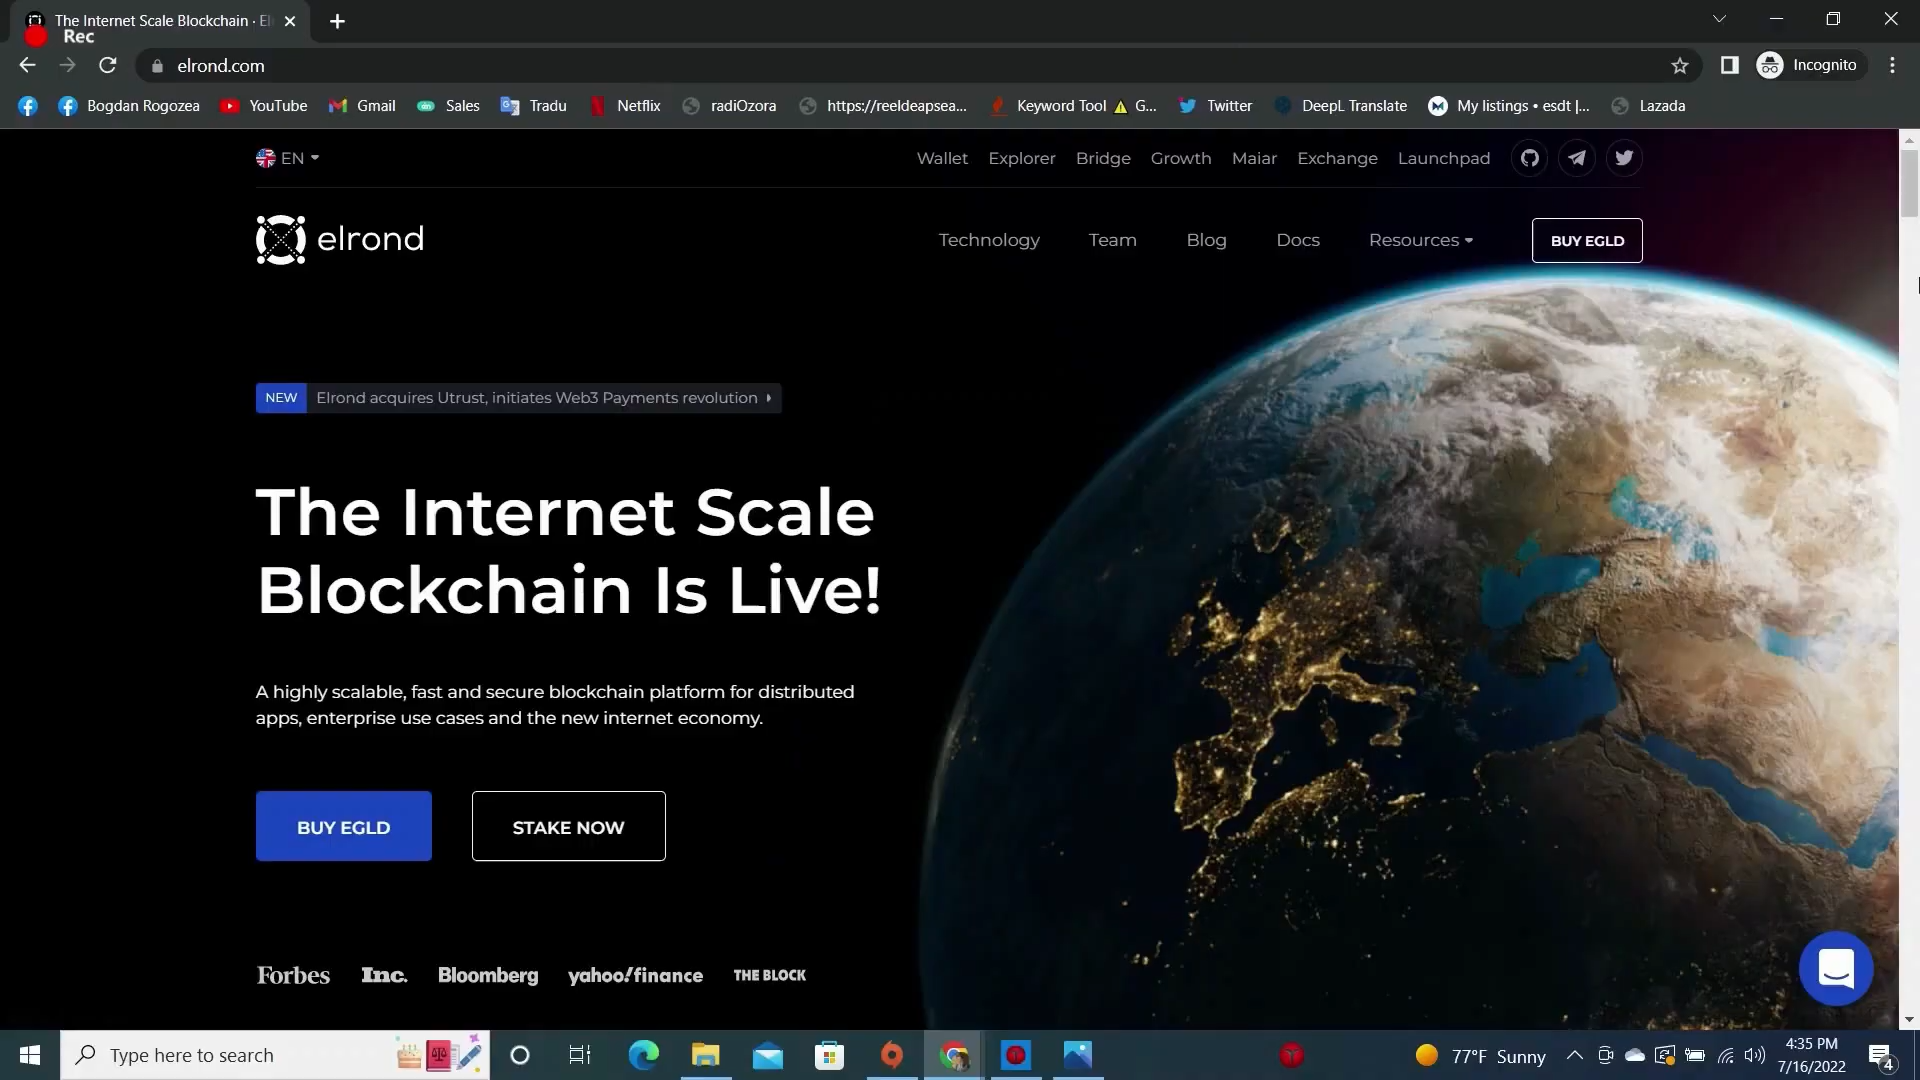 The Internet Scale Blockchain · El
Rec
elrond.com
Incognito
Bogdan Rogozea
YouTube
Gmail
Sales
Tradu
Netflix
radiOzora
https://reeldeapsea...
Keyword Tool
G...
Twitter
DeepL Translate
My listings • esdt |...
Lazada
EN
Wallet
Explorer
Bridge
Growth
Maiar
Exchange
Launchpad
elrond
Technology
Team
Blog
Docs
Resources
BUY EGLD
NEW
Elrond acquires Utrust, initiates Web3 Payments revolution
The Internet Scale
Blockchain Is Live!
A highly scalable, fast and secure blockchain platform for distributed
apps, enterprise use cases and the new internet economy.
BUY EGLD
STAKE NOW
Forbes
Inc.
Bloomberg
yahoo!finance
THE BLOCK
Type here to search
77°F Sunny
4:35 PM
7/16/2022
4